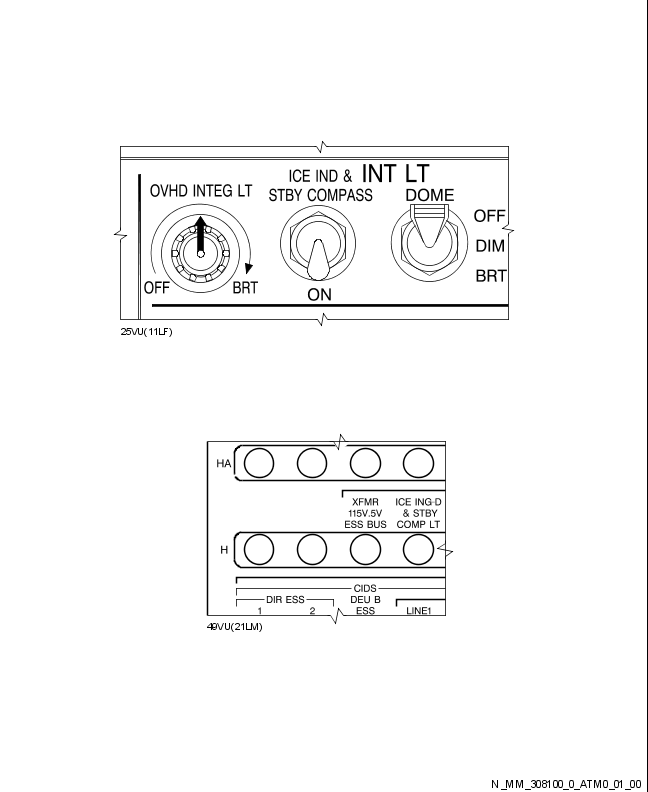 ICE IND & INT LT
OVHD INTEG LT STBY COMPASS DOME
OFF
DIM
OFF BRT BRT
ON
25VU(11LF)
HA
XFMR ICE ING-D
115V.5V & STBY
ESS BUS COMP LT
H
CIDS
DIR ESS DEU B
1 2 ESS LINE1
49VU(21LM)
N_MM_308100_0_ATM0_01_00